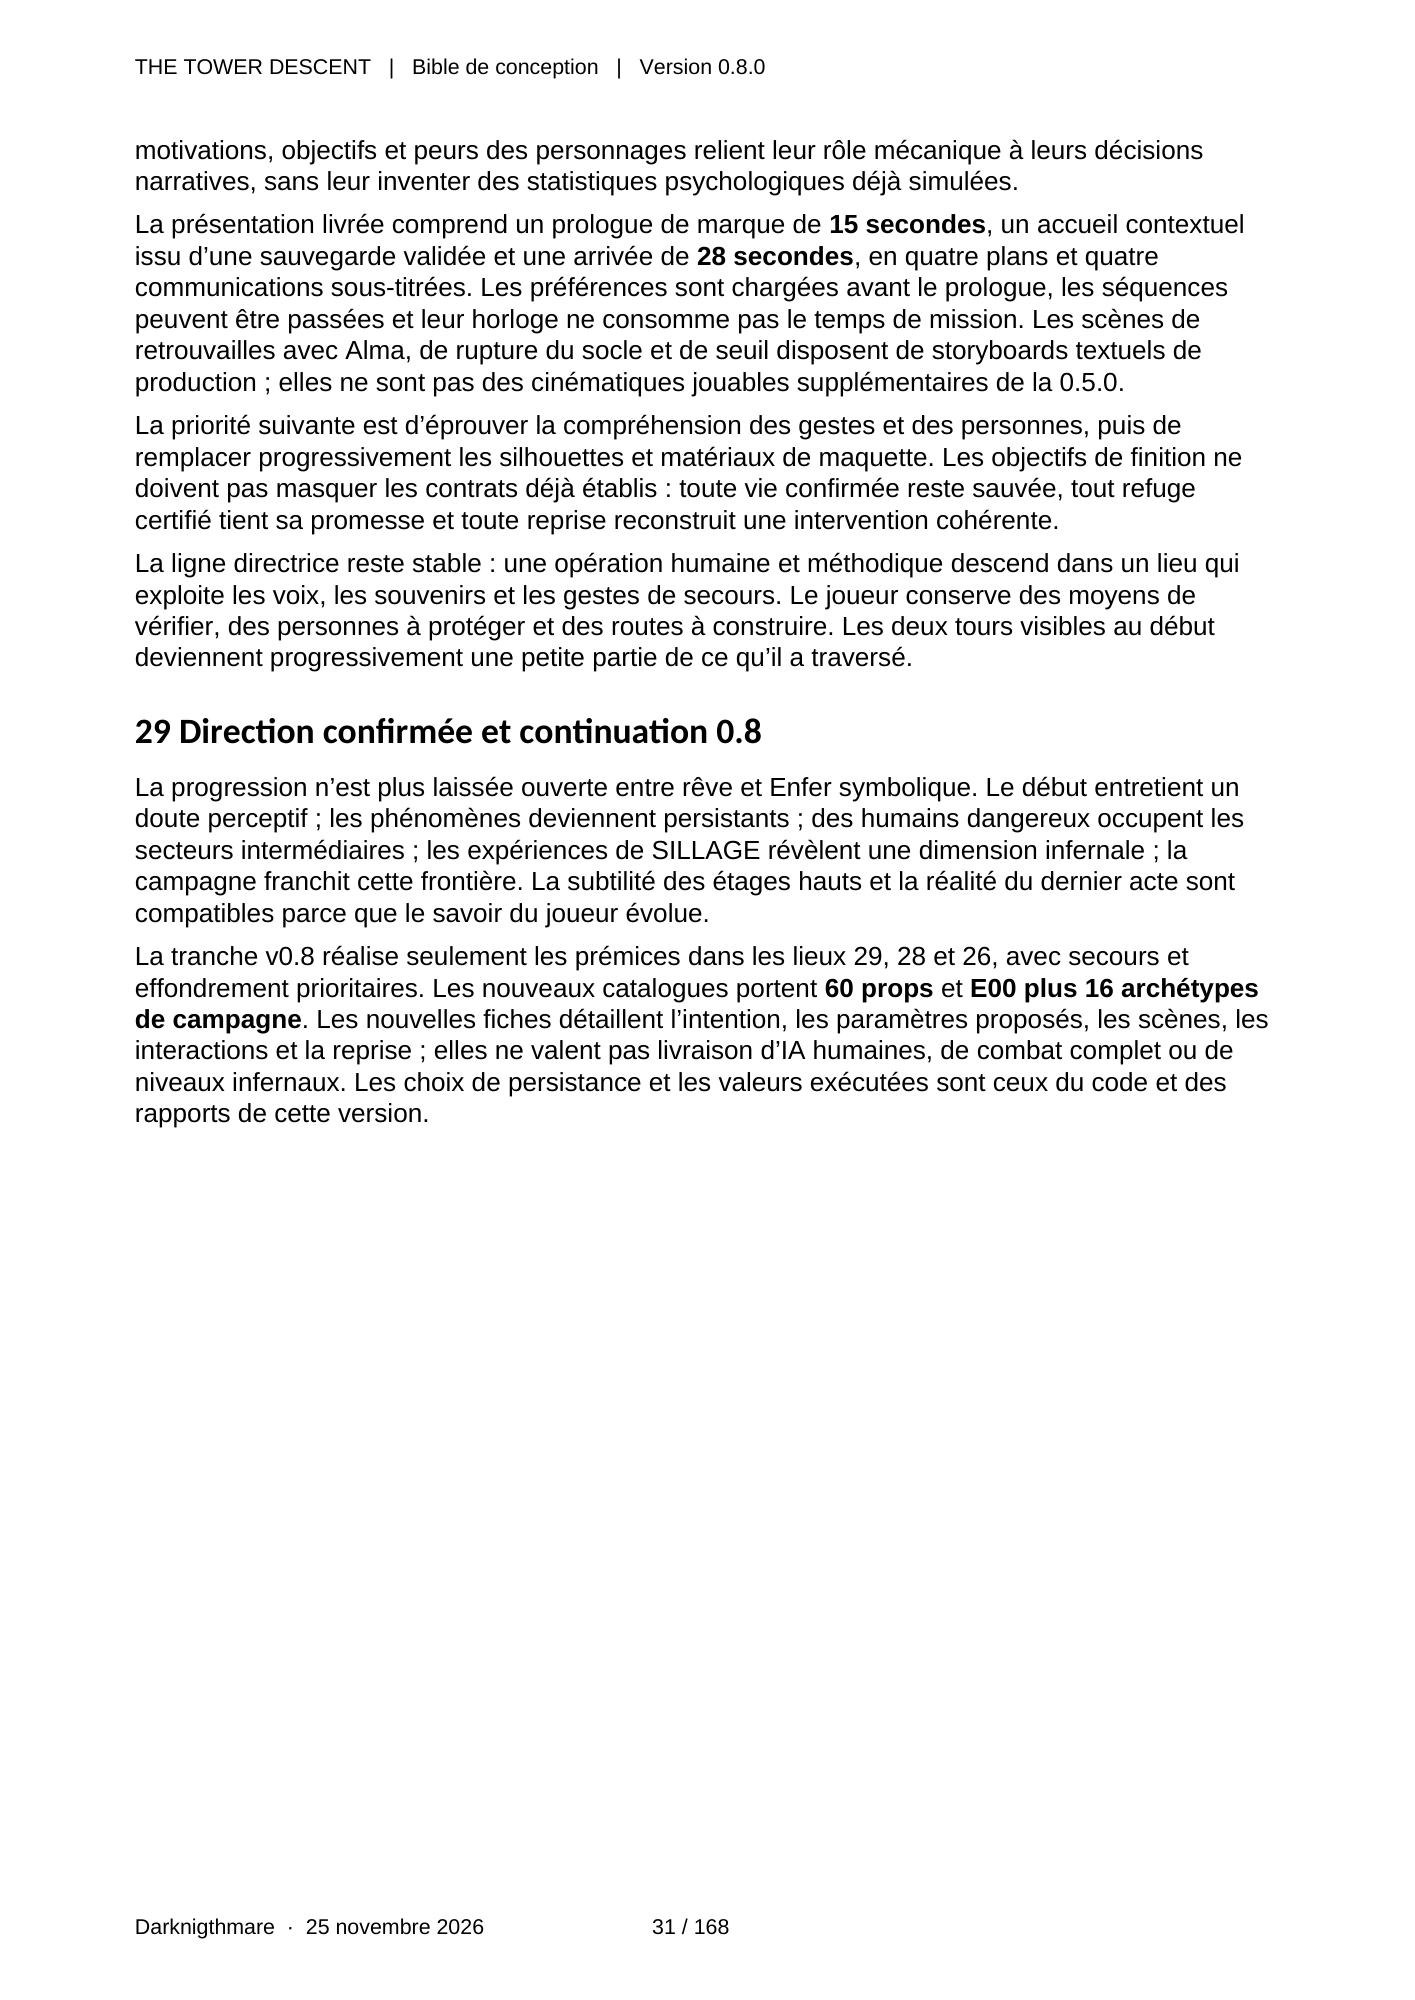 THE TOWER DESCENT | Bible de conception | Version 0.8.0
motivations, objectifs et peurs des personnages relient leur rôle mécanique à leurs décisions
narratives, sans leur inventer des statistiques psychologiques déjà simulées.
La présentation livrée comprend un prologue de marque de 15 secondes, un accueil contextuel
issu d’une sauvegarde validée et une arrivée de 28 secondes, en quatre plans et quatre
communications sous-titrées. Les préférences sont chargées avant le prologue, les séquences
peuvent être passées et leur horloge ne consomme pas le temps de mission. Les scènes de
retrouvailles avec Alma, de rupture du socle et de seuil disposent de storyboards textuels de
production ; elles ne sont pas des cinématiques jouables supplémentaires de la 0.5.0.
La priorité suivante est d’éprouver la compréhension des gestes et des personnes, puis de
remplacer progressivement les silhouettes et matériaux de maquette. Les objectifs de finition ne
doivent pas masquer les contrats déjà établis : toute vie confirmée reste sauvée, tout refuge
certifié tient sa promesse et toute reprise reconstruit une intervention cohérente.
La ligne directrice reste stable : une opération humaine et méthodique descend dans un lieu qui
exploite les voix, les souvenirs et les gestes de secours. Le joueur conserve des moyens de
vérifier, des personnes à protéger et des routes à construire. Les deux tours visibles au début
deviennent progressivement une petite partie de ce qu’il a traversé.
29 Direction confirmée et continuation 0.8
La progression n’est plus laissée ouverte entre rêve et Enfer symbolique. Le début entretient un
doute perceptif ; les phénomènes deviennent persistants ; des humains dangereux occupent les
secteurs intermédiaires ; les expériences de SILLAGE révèlent une dimension infernale ; la
campagne franchit cette frontière. La subtilité des étages hauts et la réalité du dernier acte sont
compatibles parce que le savoir du joueur évolue.
La tranche v0.8 réalise seulement les prémices dans les lieux 29, 28 et 26, avec secours et
effondrement prioritaires. Les nouveaux catalogues portent 60 props et E00 plus 16 archétypes
de campagne. Les nouvelles fiches détaillent l’intention, les paramètres proposés, les scènes, les
interactions et la reprise ; elles ne valent pas livraison d’IA humaines, de combat complet ou de
niveaux infernaux. Les choix de persistance et les valeurs exécutées sont ceux du code et des
rapports de cette version.
Darknigthmare · 25 novembre 2026 31 / 168